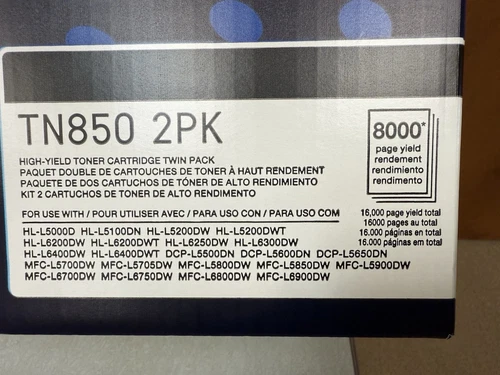 TN850 2PK
HIGH-YIELD TONER CARTRIDGE TWIN PACK
PAQUET DOUBLE DE CARTOUCHES DE TONER À HAUT RENDEMENT
PAQUETE DE DOS CARTUCHOS DE TÓNER DE ALTO RENDIMIENTO
KIT 2 CARTUCHOS DE TÓNER DE ALTO RENDIMENTO
8000*
page yield
rendement
rendimiento
rendimento
FOR USE WITH / POUR UTILISER AVEC / PARA USO CON / PARA USO COM
HL-L5000D HL-L5100DN HL-L5200DW HL-L5200DWT
HL-L6200DW HL-L6200DWT HL-L6250DW HL-L6300DW
HL-L6400DW HL-L6400DWT DCP-L5500DN DCP-L5600DN DCP-L5650DN
MFC-L5700DW MFC-L5705DW MFC-L5800DW MFC-L5850DW MFC-L5900DW
MFC-L6700DW MFC-L6750DW MFC-L6800DW MFC-L6900DW
16,000 page yield total
16000 pages au total
16.000 páginas en total
16.000 páginas em total